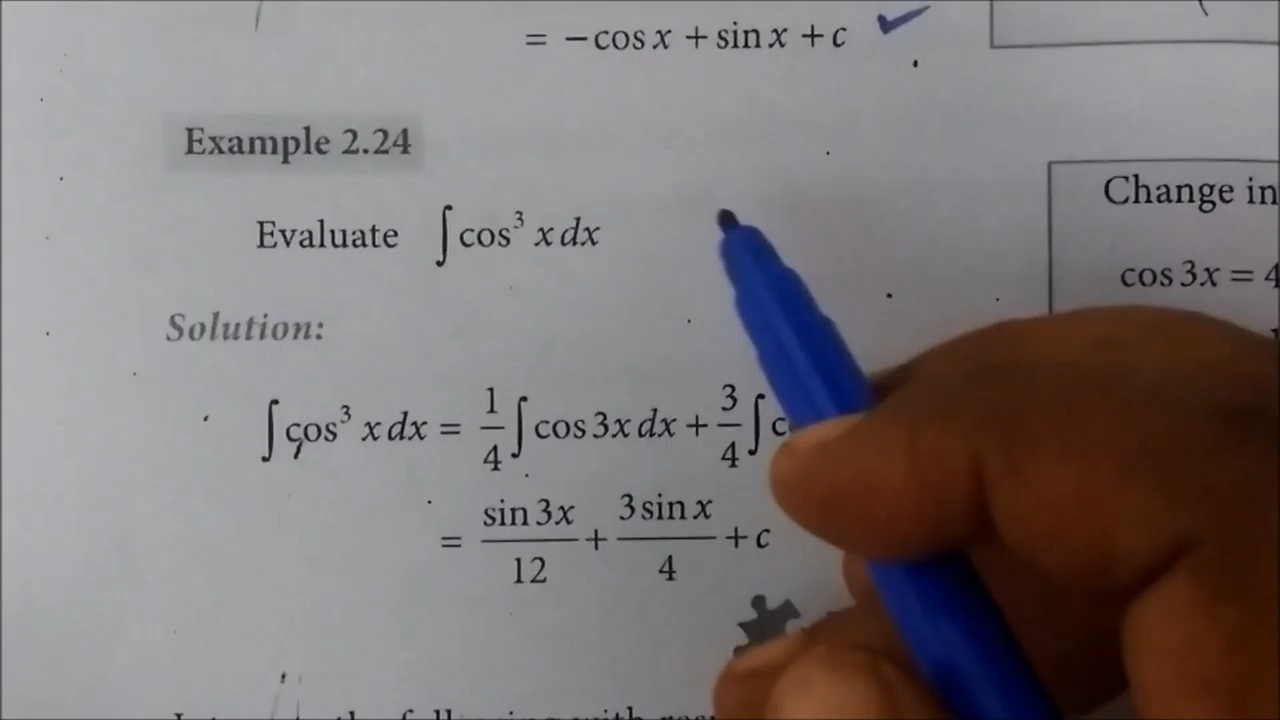 = −cos x + sin x + c
Example 2.24
Evaluate ∫cos³ x dx
Change in
cos 3x = 4
Solution:
∫cos³ x dx = 1/4 ∫cos 3x dx + 3/4 ∫c
= sin 3x/12 + 3 sin x/4 + c